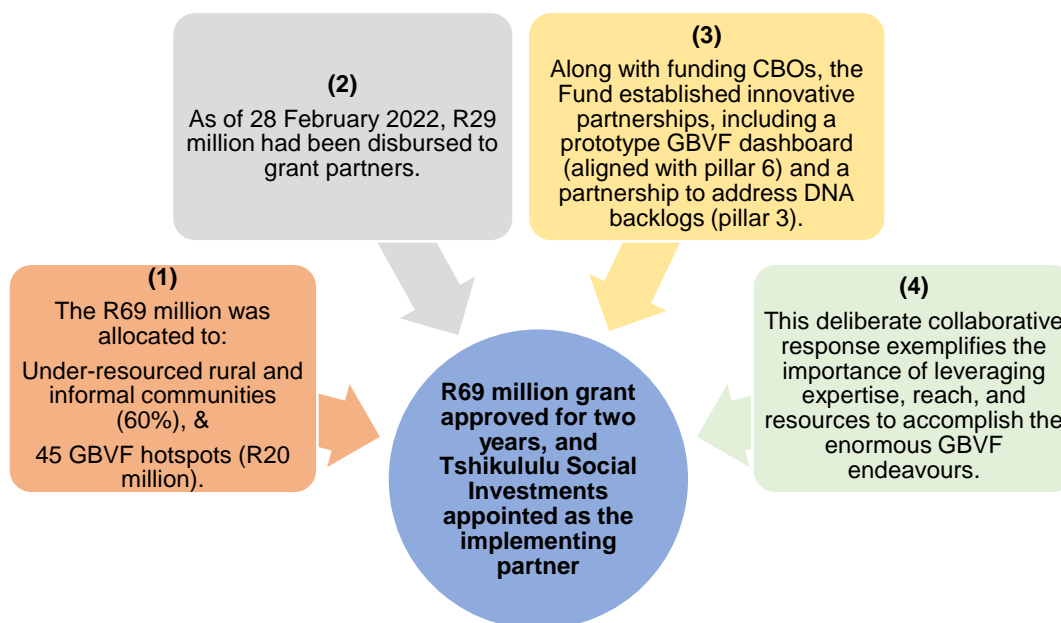 (1)
The R69 million was
allocated to:
Under-resourced rural and
informal communities
(60%), &
45 GBVF hotspots (R20
million).
(2)
As of 28 February 2022, R29
million had been disbursed to
grant partners.
(3)
Along with funding CBOs, the
Fund established innovative
partnerships, including a
prototype GBVF dashboard
(aligned with pillar 6) and a
partnership to address DNA
backlogs (pillar 3).
(4)
This deliberate collaborative
response exemplifies the
importance of leveraging
expertise, reach, and
resources to accomplish the
enormous GBVF
endeavours.
R69 million grant
approved for two
years, and
Tshikululu Social
Investments
appointed as the
implementing
partner